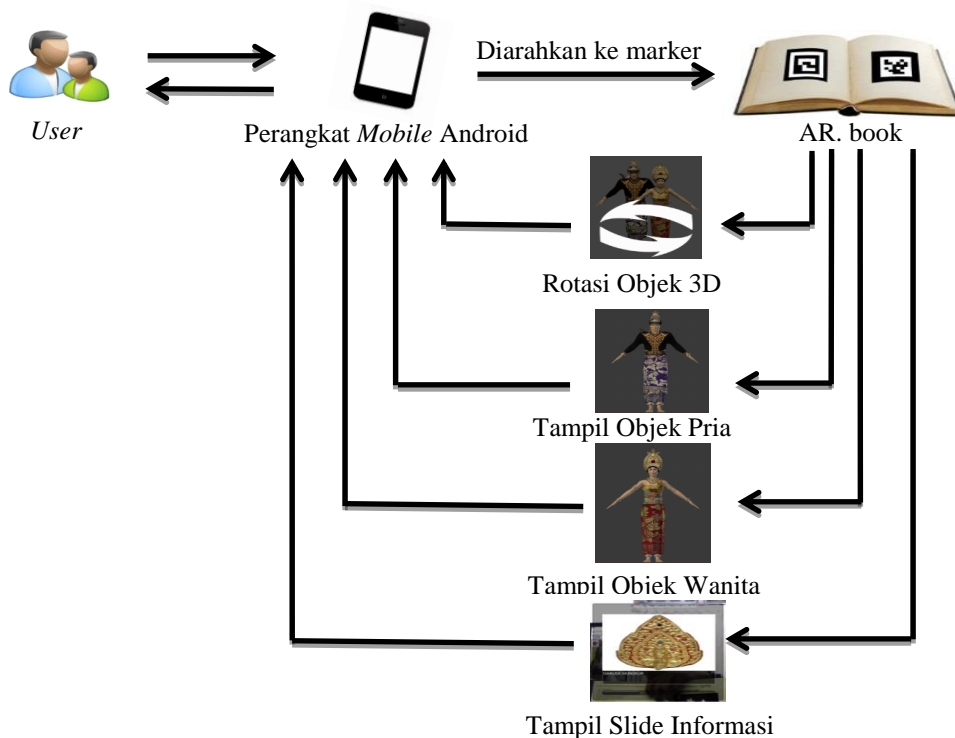 Diarahkan ke marker
User
Perangkat Mobile Android
AR. book
Rotasi Objek 3D
Tampil Objek Pria
Tampil Objek Wanita
Tampil Slide Informasi